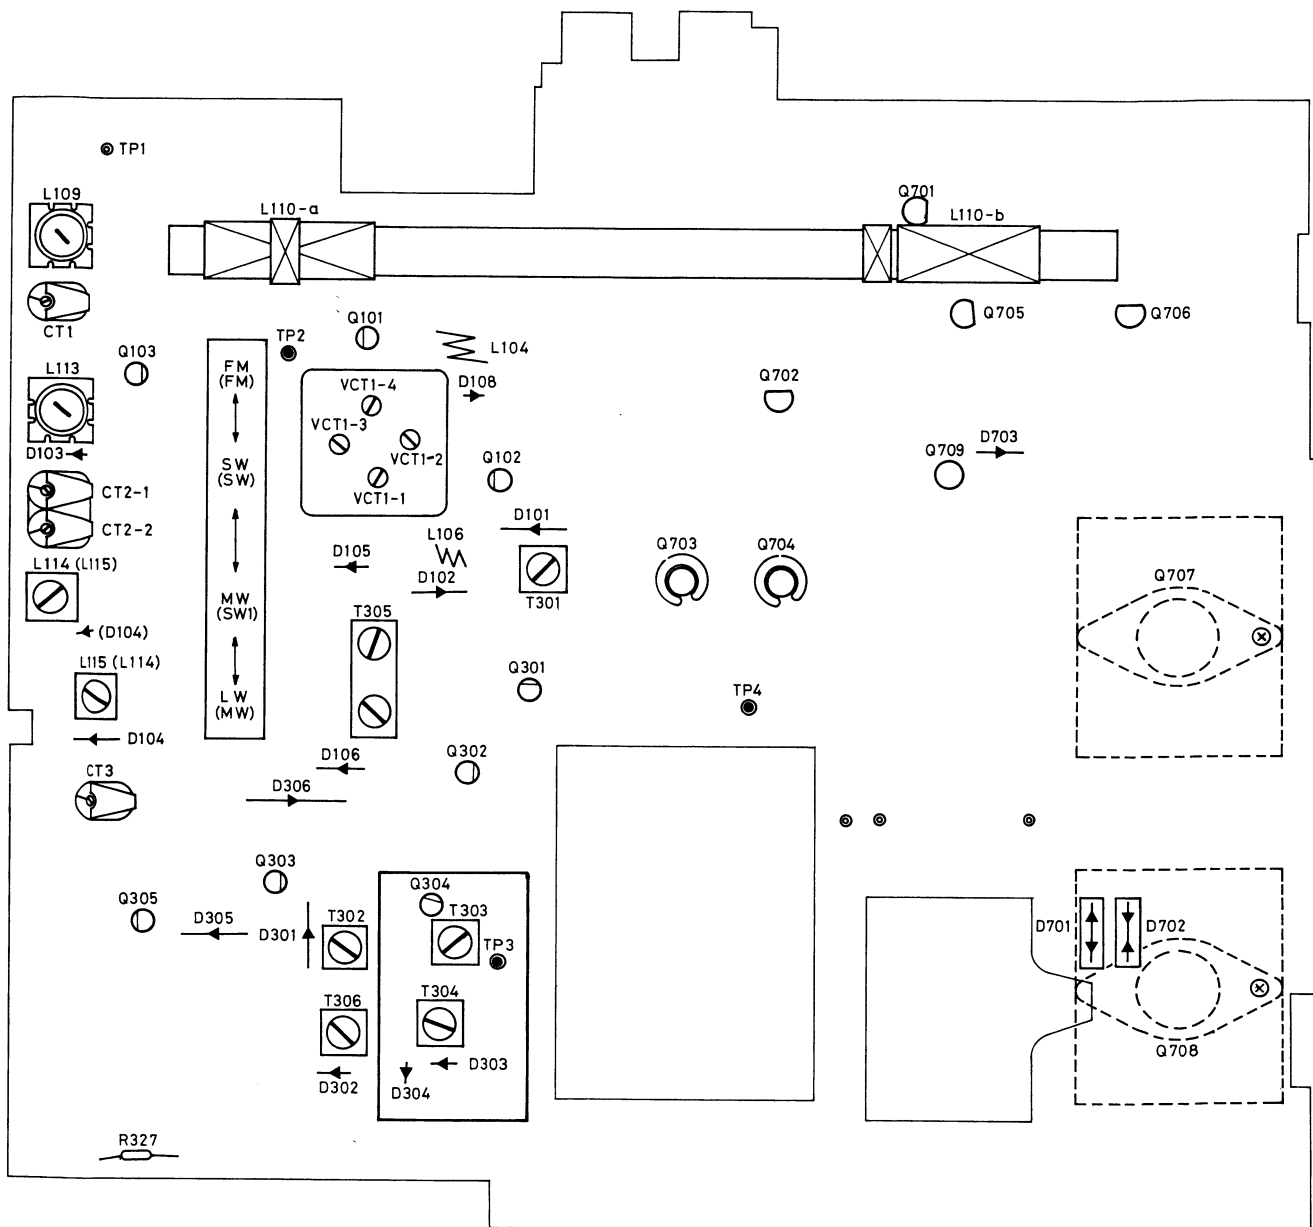 TP1
L109
L110-a
Q701
L110-b
CT1
Q101
TP2
L104
Q705
Q706
Q103
L113
FM
(FM)
D108
VCT1-4
VCT1-3
VCT1-2
VCT1-1
Q702
D103
SW
(SW)
Q102
Q709
D703
CT2-1
CT2-2
D101
L106
D105
D102
T301
Q703
Q704
L114 (L115)
Q707
MW
(SW1)
T305
(D104)
L115 (L114)
Q301
TP4
LW
(MW)
D104
D106
Q302
CT3
D306
Q303
Q304
Q305
D305
D301
T302
T303
TP3
D701
D702
T306
T304
D302
D304
D303
Q708
R327